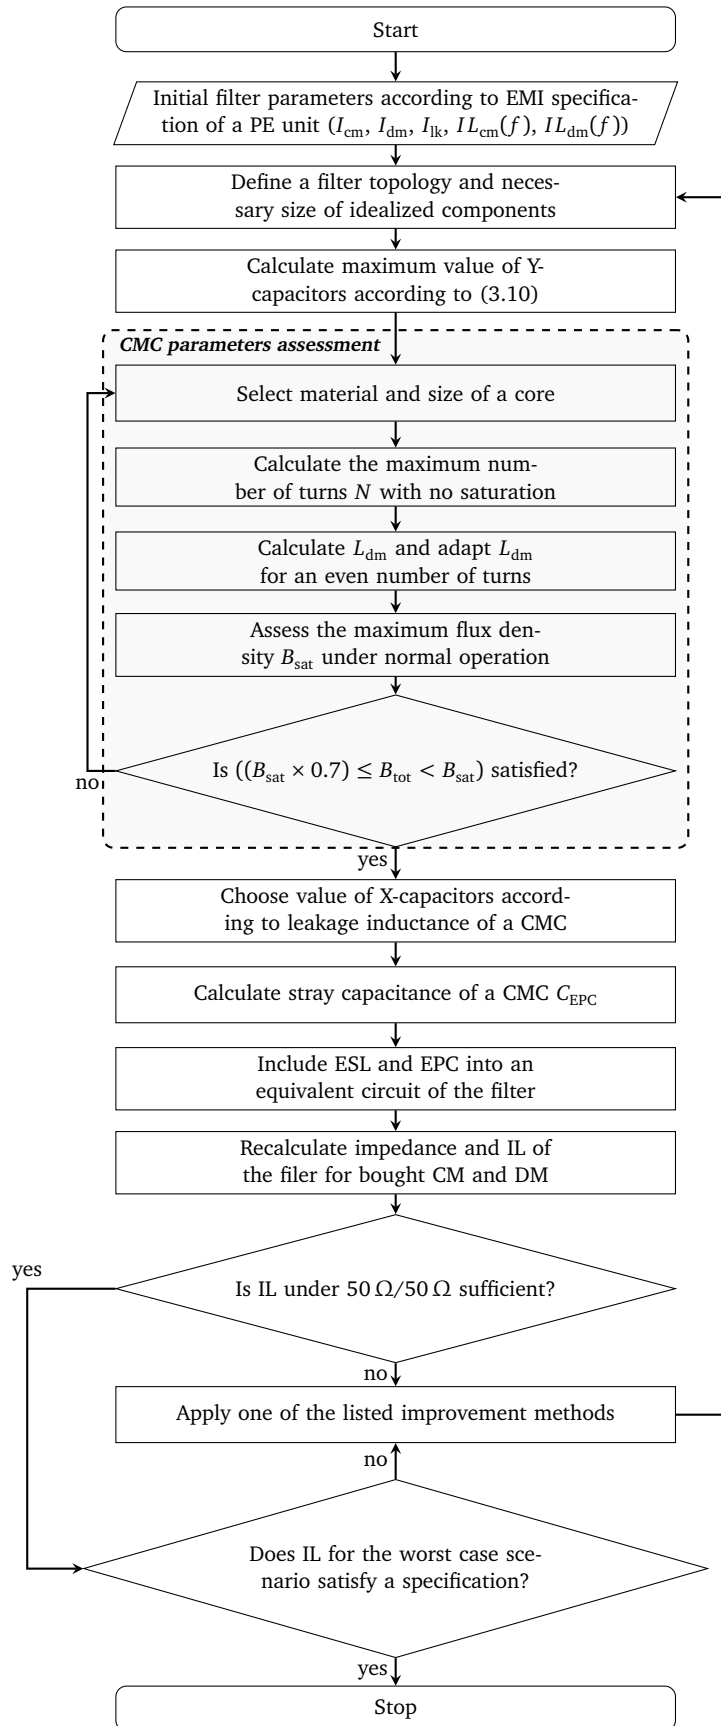 Start
Initial filter parameters according to EMI specifica-
tion of a PE unit (I_cm, I_dm, I_lk, IL_cm(f), IL_dm(f))
Define a filter topology and neces-
sary size of idealized components
Calculate maximum value of Y-
capacitors according to (3.10)
CMC parameters assessment
Select material and size of a core
Calculate the maximum num-
ber of turns N with no saturation
Calculate L_dm and adapt L_dm
for an even number of turns
Assess the maximum flux den-
sity B_sat under normal operation
Is ((B_sat × 0.7) ≤ B_tot < B_sat) satisfied?
no
yes
Choose value of X-capacitors accord-
ing to leakage inductance of a CMC
Calculate stray capacitance of a CMC C_EPC
Include ESL and EPC into an
equivalent circuit of the filter
Recalculate impedance and IL of
the filer for bought CM and DM
yes
Is IL under 50 Ω/50 Ω sufficient?
no
Apply one of the listed improvement methods
no
Does IL for the worst case sce-
nario satisfy a specification?
yes
Stop